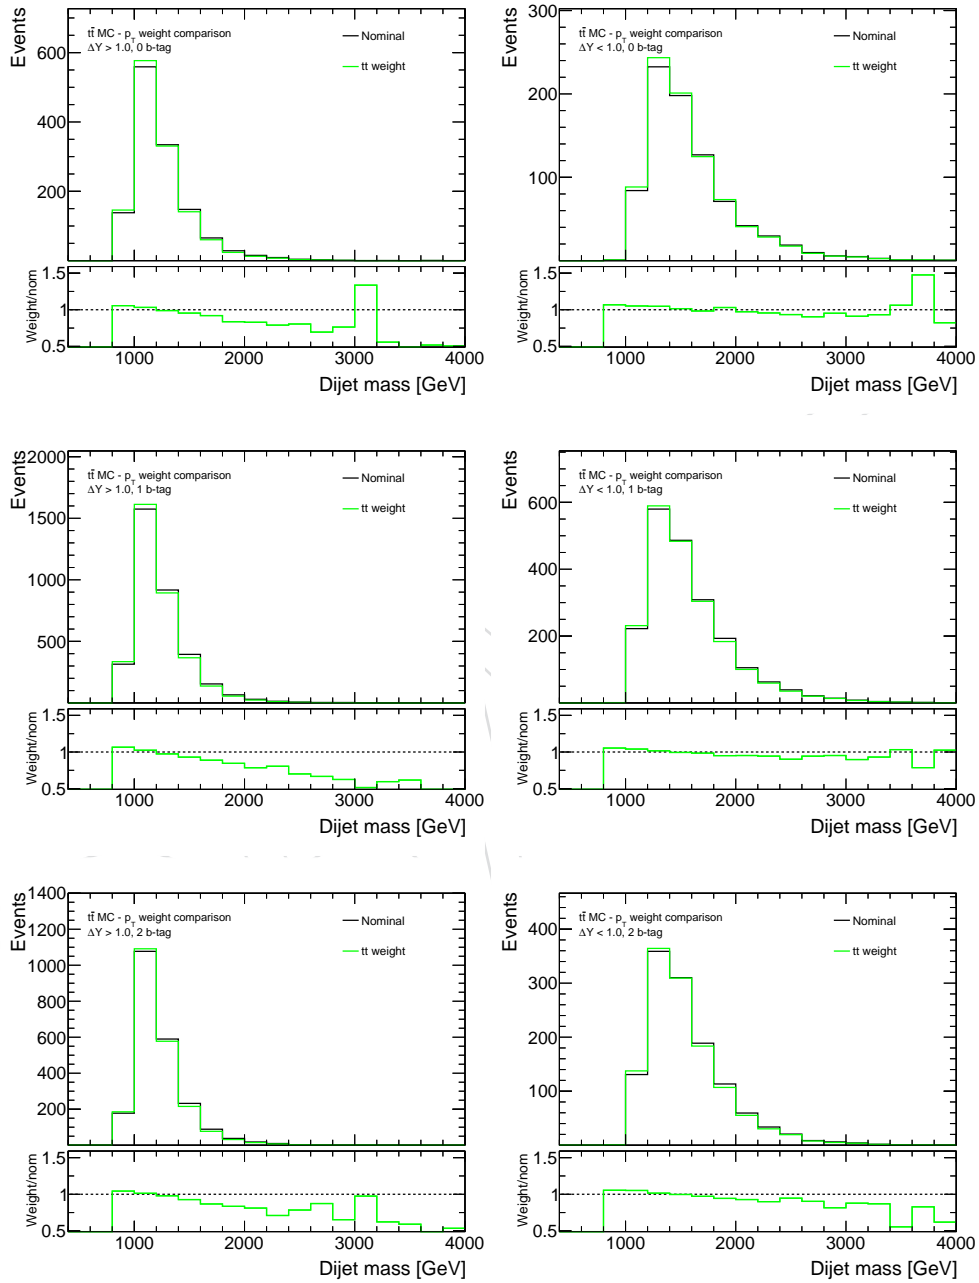 Events
tt̄ MC - pT weight comparison
ΔY > 1.0, 0 b-tag
Nominal
tt weight
600
400
200
Weight/nom
1.5
1
0.5
1000 2000 3000 4000
Dijet mass [GeV]
Events
tt̄ MC - pT weight comparison
ΔY < 1.0, 0 b-tag
Nominal
tt weight
300
200
100
0
Weight/nom
1.5
1
0.5
1000 2000 3000 4000
Dijet mass [GeV]
Events
tt̄ MC - pT weight comparison
ΔY > 1.0, 1 b-tag
Nominal
tt weight
2000
1500
1000
500
Weight/nom
1.5
1
0.5
1000 2000 3000 4000
Dijet mass [GeV]
Events
tt̄ MC - pT weight comparison
ΔY < 1.0, 1 b-tag
Nominal
tt weight
600
400
200
Weight/nom
1.5
1
0.5
1000 2000 3000 4000
Dijet mass [GeV]
Events
tt̄ MC - pT weight comparison
ΔY > 1.0, 2 b-tag
Nominal
tt weight
1400
1200
1000
800
600
400
200
Weight/nom
1.5
1
0.5
1000 2000 3000 4000
Dijet mass [GeV]
Events
tt̄ MC - pT weight comparison
ΔY < 1.0, 2 b-tag
Nominal
tt weight
400
300
200
100
Weight/nom
1.5
1
0.5
1000 2000 3000 4000
Dijet mass [GeV]